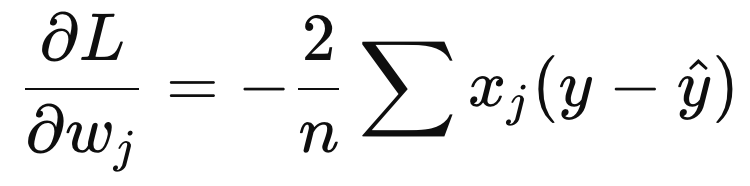 ∂L/∂w_j = −2/n ∑ x_j(y − ŷ)